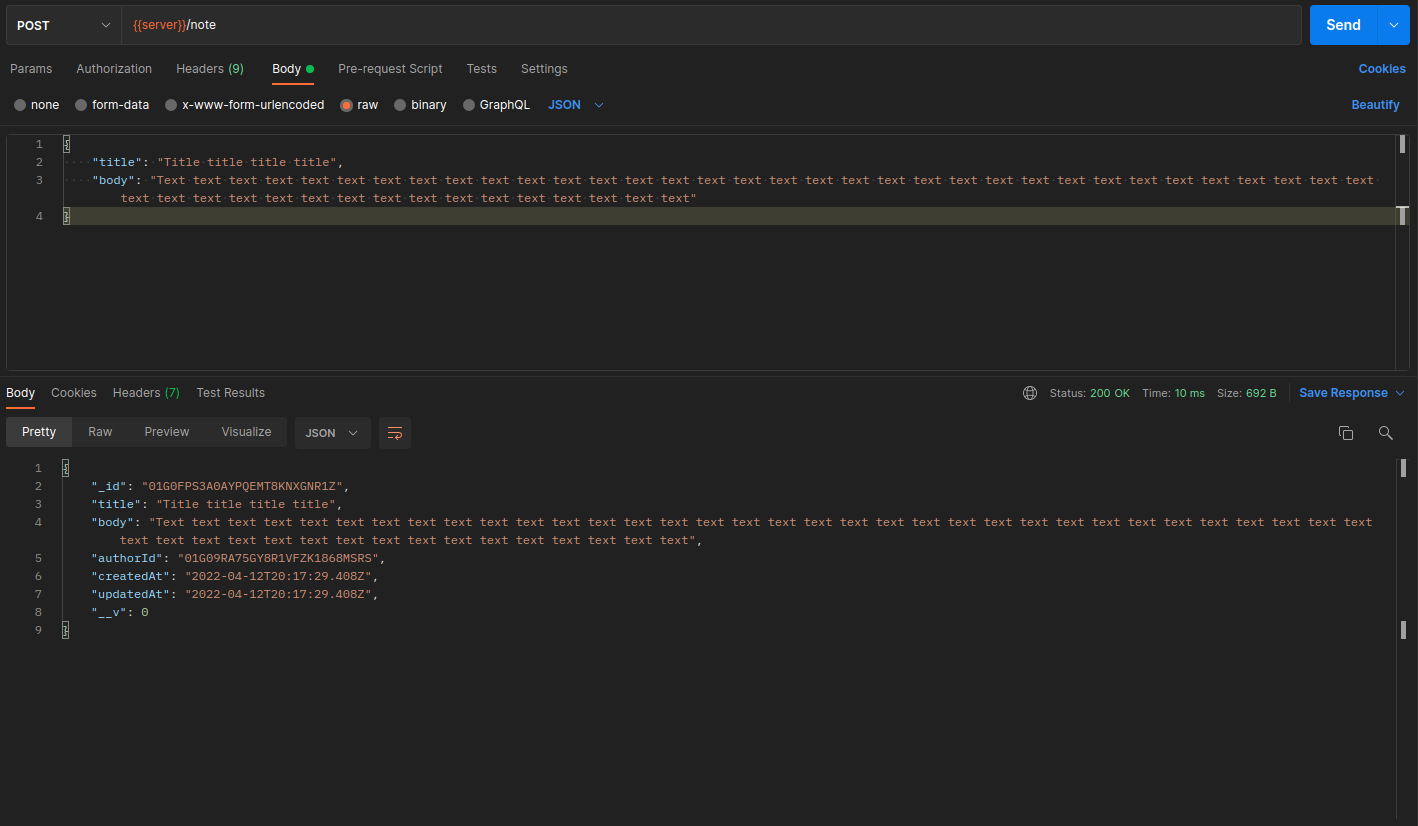 POST
{{server}}/note
Send
Params Authorization Headers (9) Body Pre-request Script Tests Settings Cookies
none form-data x-www-form-urlencoded raw binary GraphQL JSON Beautify
1 {
2 "title": "Title title title title",
3 "body": "Text text text text text text text text text text text text text text text text text text text text text text text text text text text text text text text text text text
text text text text text text text text text text text text text text text text"
4 }
Body Cookies Headers (7) Test Results Status: 200 OK Time: 10 ms Size: 692 B Save Response
Pretty Raw Preview Visualize JSON
1 {
2 "_id": "01G0FPS3A0AYPQEMT8KNXGNR1Z",
3 "title": "Title title title title",
4 "body": "Text text text text text text text text text text text text text text text text text text text text text text text text text text text text text text text text text text
text text text text text text text text text text text text text text text text",
5 "authorId": "01G09RA75GY8R1VFZK1868MSRS",
6 "createdAt": "2022-04-12T20:17:29.408Z",
7 "updatedAt": "2022-04-12T20:17:29.408Z",
8 "__v": 0
9 }